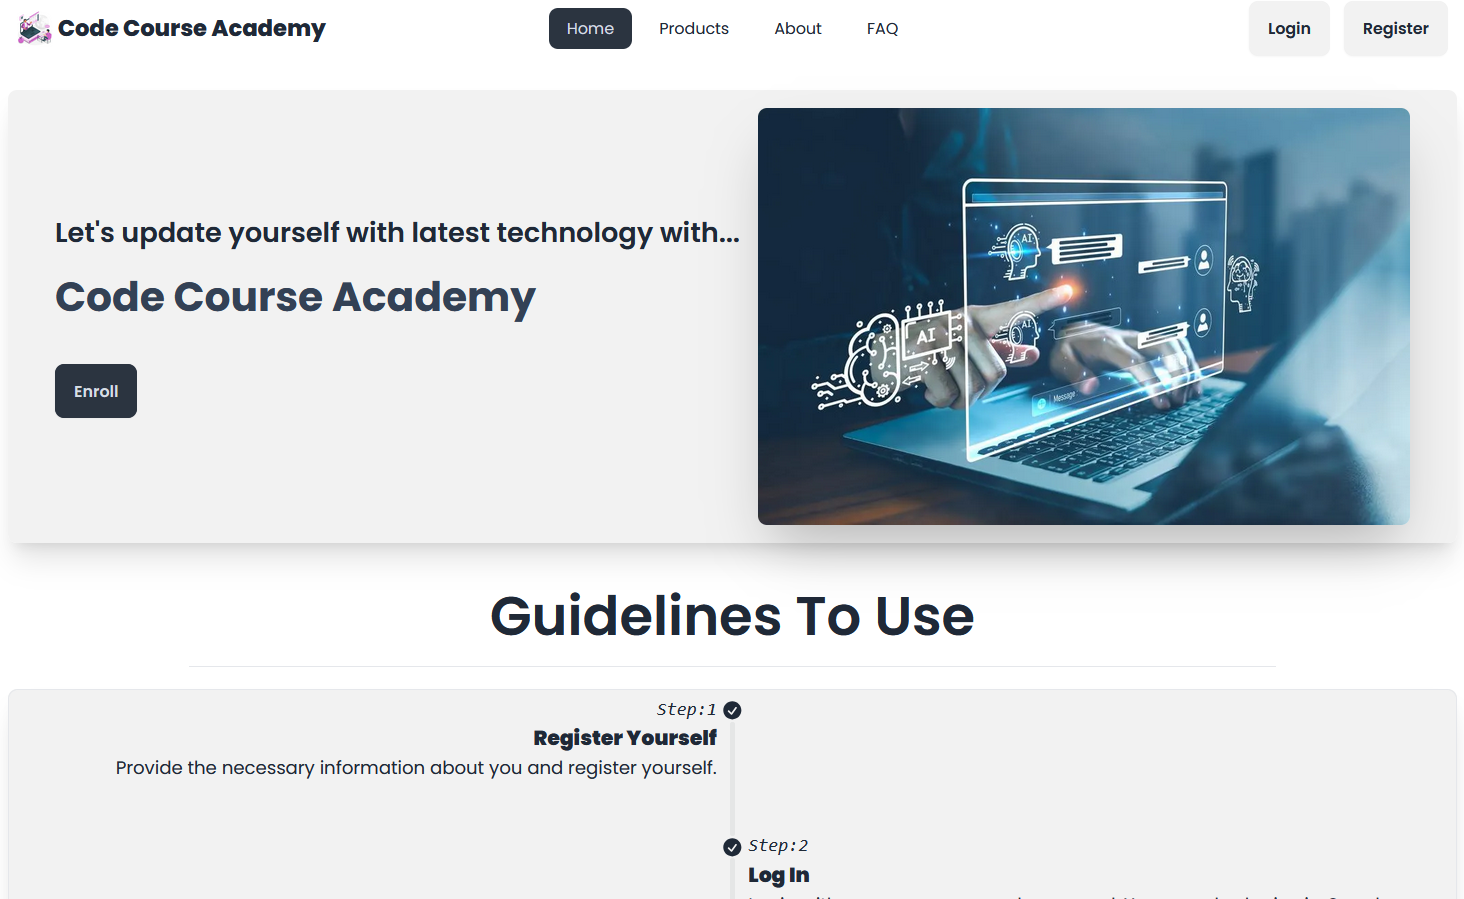 Code Course Academy
Home Products About FAQ
Login Register
Let's update yourself with latest technology with...
Code Course Academy
Enroll
AI
AI
AI
Message
Guidelines To Use
Step:1
Register Yourself
Provide the necessary information about you and register yourself.
Step:2
Log In